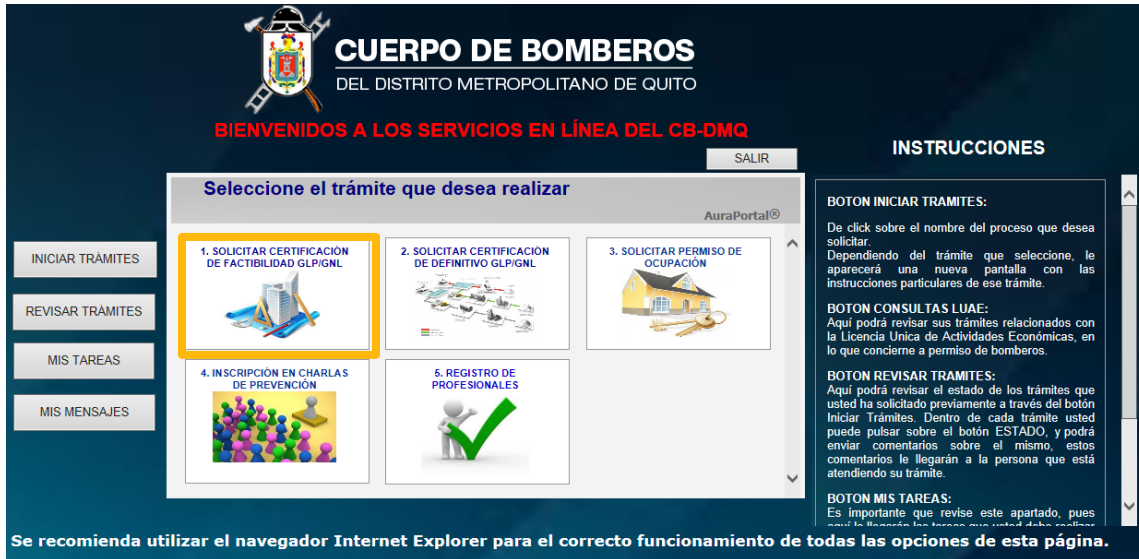 CUERPO DE BOMBEROS
DEL DISTRITO METROPOLITANO DE QUITO
BIENVENIDOS A LOS SERVICIOS EN LÍNEA DEL CB-DMQ
SALIR
Seleccione el trámite que desea realizar
AuraPortal®
INICIAR TRÁMITES
REVISAR TRÁMITES
MIS TAREAS
MIS MENSAJES
1. SOLICITAR CERTIFICACIÓN
DE FACTIBILIDAD GLP/GNL
2. SOLICITAR CERTIFICACIÓN
DE DEFINITIVO GLP/GNL
3. SOLICITAR PERMISO DE
OCUPACIÓN
4. INSCRIPCIÓN EN CHARLAS
DE PREVENCIÓN
5. REGISTRO DE
PROFESIONALES
INSTRUCCIONES
BOTON INICIAR TRAMITES:
De click sobre el nombre del proceso que desea
solicitar.
Dependiendo del trámite que seleccione, le
aparecerá una nueva pantalla con las
instrucciones particulares de ese trámite.
BOTON CONSULTAS LUAE:
Aquí podrá revisar sus trámites relacionados con
la Licencia Unica de Actividades Económicas, en
lo que concierne a permiso de bomberos.
BOTON REVISAR TRAMITES:
Aquí podrá revisar el estado de los trámites que
usted ha solicitado previamente a través del botón
Iniciar Trámites. Dentro de cada trámite usted
puede pulsar sobre el botón ESTADO, y podrá
enviar comentarios sobre el mismo, estos
comentarios le llegarán a la persona que está
atendiendo su trámite.
BOTON MIS TAREAS:
Es importante que revise este apartado, pues
aquí le llegarán las tareas que usted debe realizar
Se recomienda utilizar el navegador Internet Explorer para el correcto funcionamiento de todas las opciones de esta página.